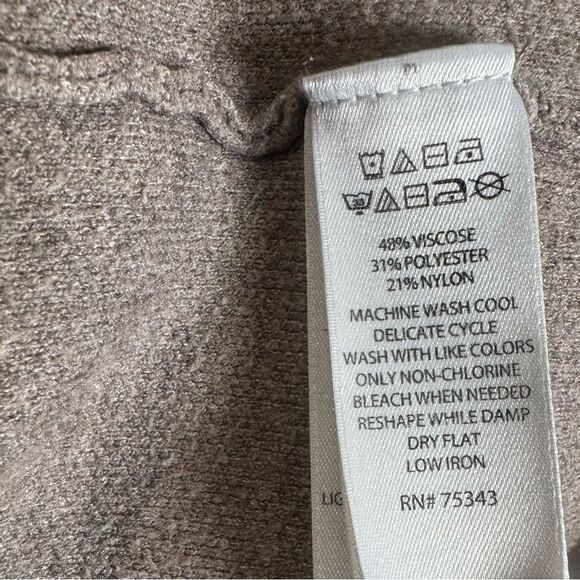 48% VISCOSE
31% POLYESTER
21% NYLON
MACHINE WASH COOL
DELICATE CYCLE
WASH WITH LIKE COLORS
ONLY NON-CHLORINE
BLEACH WHEN NEEDED
RESHAPE WHILE DAMP
DRY FLAT
LOW IRON
LIG
RN# 75343